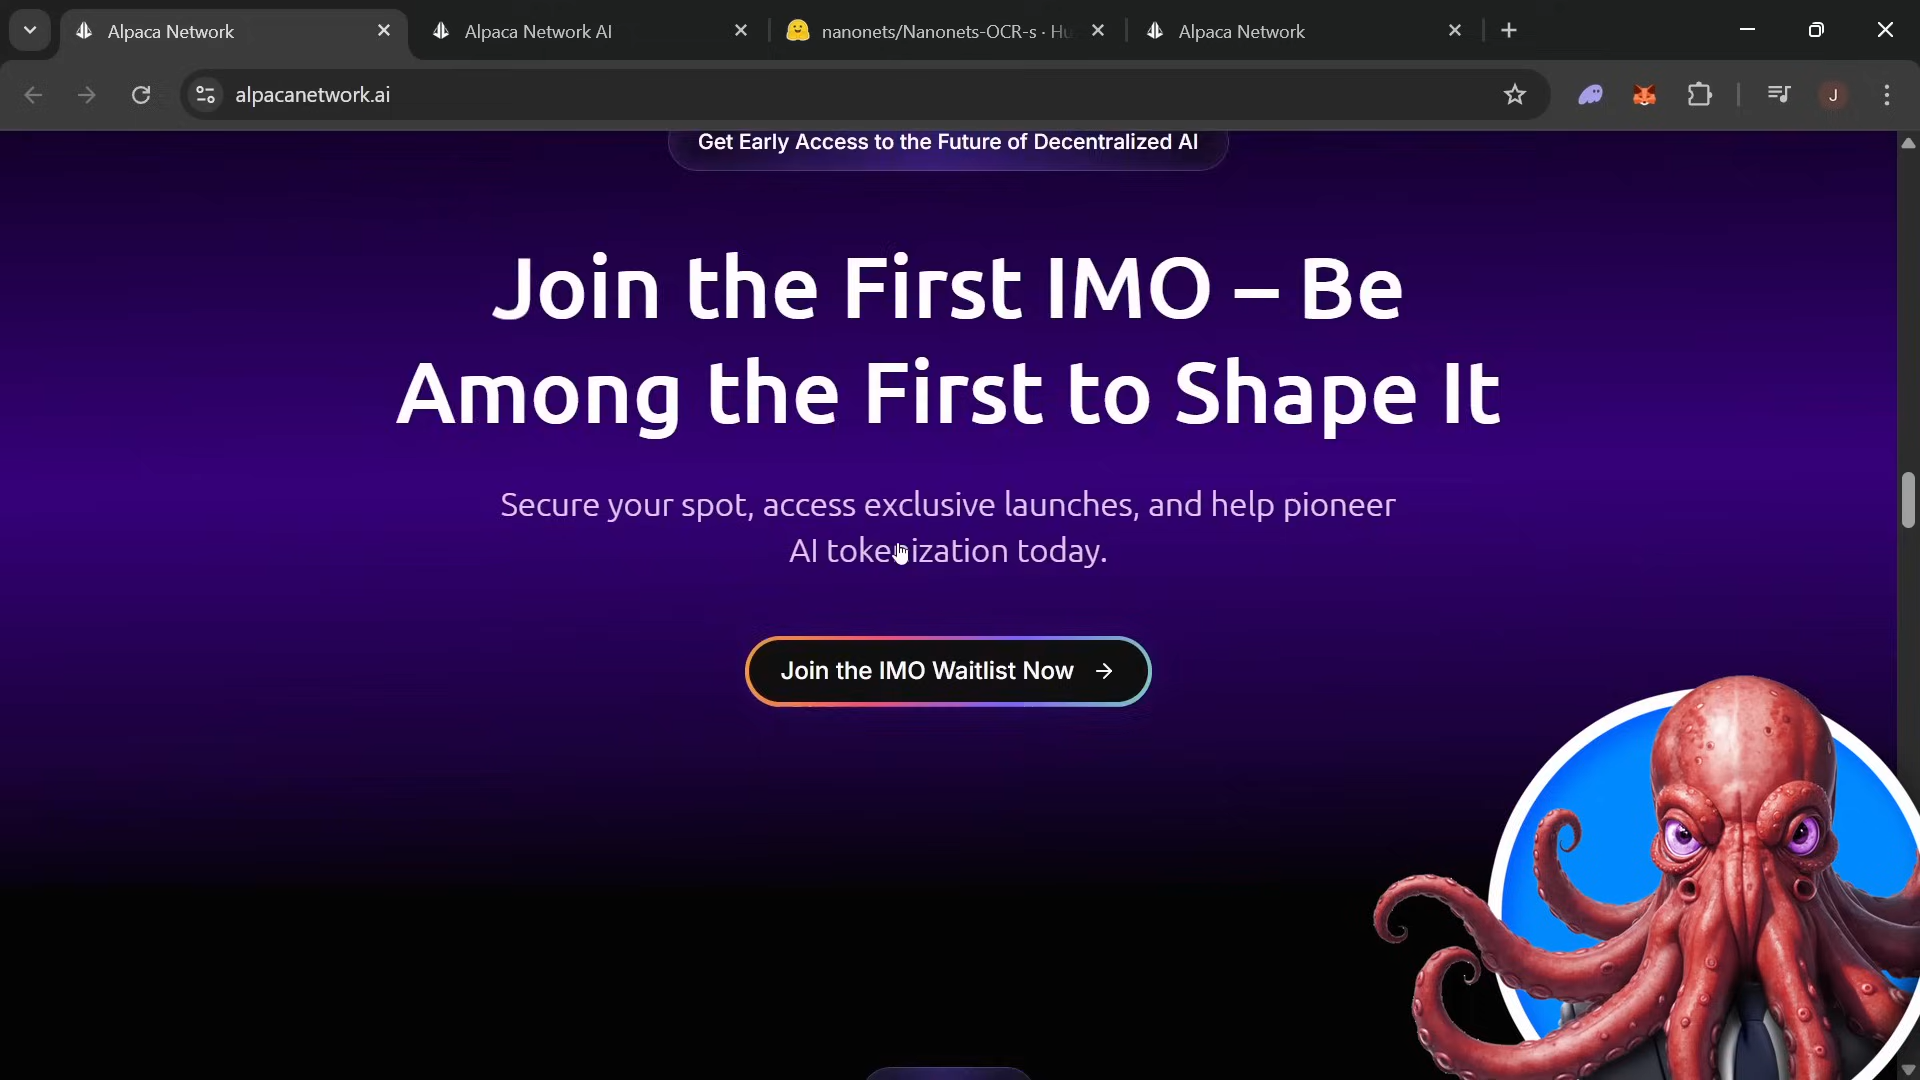 Alpaca Network
Alpaca Network AI
nanonets/Nanonets-OCR-s · Hu
Alpaca Network
alpacanetwork.ai
J
Get Early Access to the Future of Decentralized AI
Join the First IMO – Be
Among the First to Shape It
Secure your spot, access exclusive launches, and help pioneer
AI tokenization today.
Join the IMO Waitlist Now →